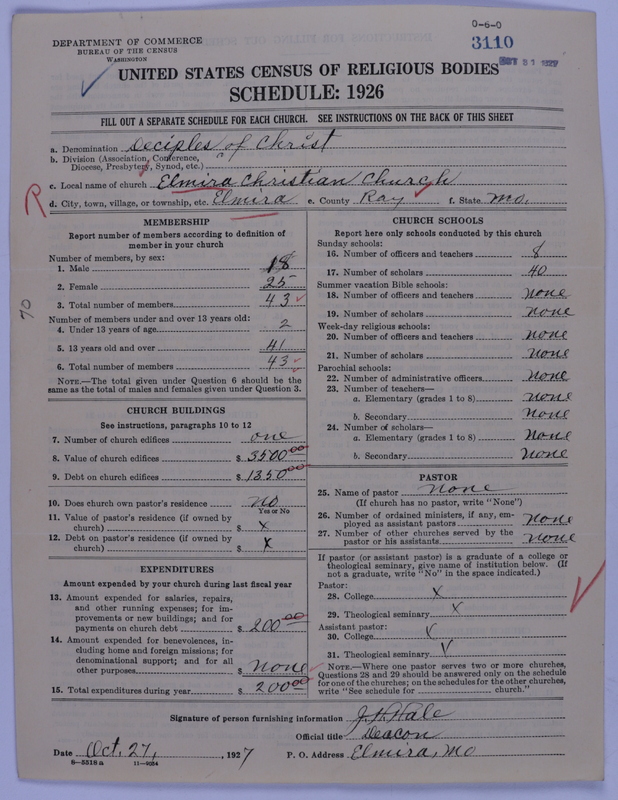 0-6-0
DEPARTMENT OF COMMERCE
BUREAU OF THE CENSUS
WASHINGTON
3110
OCT 31 1927
UNITED STATES CENSUS OF RELIGIOUS BODIES
SCHEDULE: 1926
FILL OUT A SEPARATE SCHEDULE FOR EACH CHURCH. SEE INSTRUCTIONS ON THE BACK OF THIS SHEET
a. Denomination Deciples of Christ
b. Division (Association, Conference,
Diocese, Presbytery, Synod, etc.)
c. Local name of church Elmira Christian Church
R
d. City, town, village, or township, etc. Elmira e. County Ray f. State Mo.
MEMBERSHIP
Report number of members according to definition of
member in your church
Number of members, by sex:
1. Male 18
2. Female 25
3. Total number of members 43
Number of members under and over 13 years old:
4. Under 13 years of age 2
5. 13 years old and over 41
6. Total number of members 43
NOTE.—The total given under Question 6 should be the
same as the total of males and females given under Question 3.
70
CHURCH BUILDINGS
See instructions, paragraphs 10 to 12
7. Number of church edifices one
8. Value of church edifices $ 3500 00
9. Debt on church edifices $ 1350 00
10. Does church own pastor's residence no
Yes or No
11. Value of pastor's residence (if owned by
church) $ x
12. Debt on pastor's residence (if owned by
church) $ x
EXPENDITURES
Amount expended by your church during last fiscal year
13. Amount expended for salaries, repairs,
and other running expenses; for im-
provements or new buildings; and for
payments on church debt $ 200 00
14. Amount expended for benevolences, in-
cluding home and foreign missions; for
denominational support; and for all
other purposes $ none
15. Total expenditures during year $ 200 00
CHURCH SCHOOLS
Report here only schools conducted by this church
Sunday schools:
16. Number of officers and teachers 8
17. Number of scholars 40
Summer vacation Bible schools:
18. Number of officers and teachers none
19. Number of scholars none
Week-day religious schools:
20. Number of officers and teachers none
21. Number of scholars none
Parochial schools:
22. Number of administrative officers none
23. Number of teachers—
a. Elementary (grades 1 to 8) none
b. Secondary none
24. Number of scholars—
a. Elementary (grades 1 to 8) none
b. Secondary none
PASTOR
25. Name of pastor none
(If church has no pastor, write "None")
26. Number of ordained ministers, if any, em-
ployed as assistant pastors none
27. Number of other churches served by the
pastor or his assistants none
If pastor (or assistant pastor) is a graduate of a college or
theological seminary, give name of institution below. (If
not a graduate, write "No" in the space indicated.)
Pastor:
28. College x
29. Theological seminary x
Assistant pastor:
30. College
31. Theological seminary
NOTE.—Where one pastor serves two or more churches,
Questions 28 and 29 should be answered only on the schedule
for one of the churches; on the schedules for the other churches,
write "See schedule for church."
Signature of person furnishing information J. H. Hale
Official title Deacon
Date Oct. 27, 1927 P. O. Address Elmira, Mo
8—5518a 11—9024